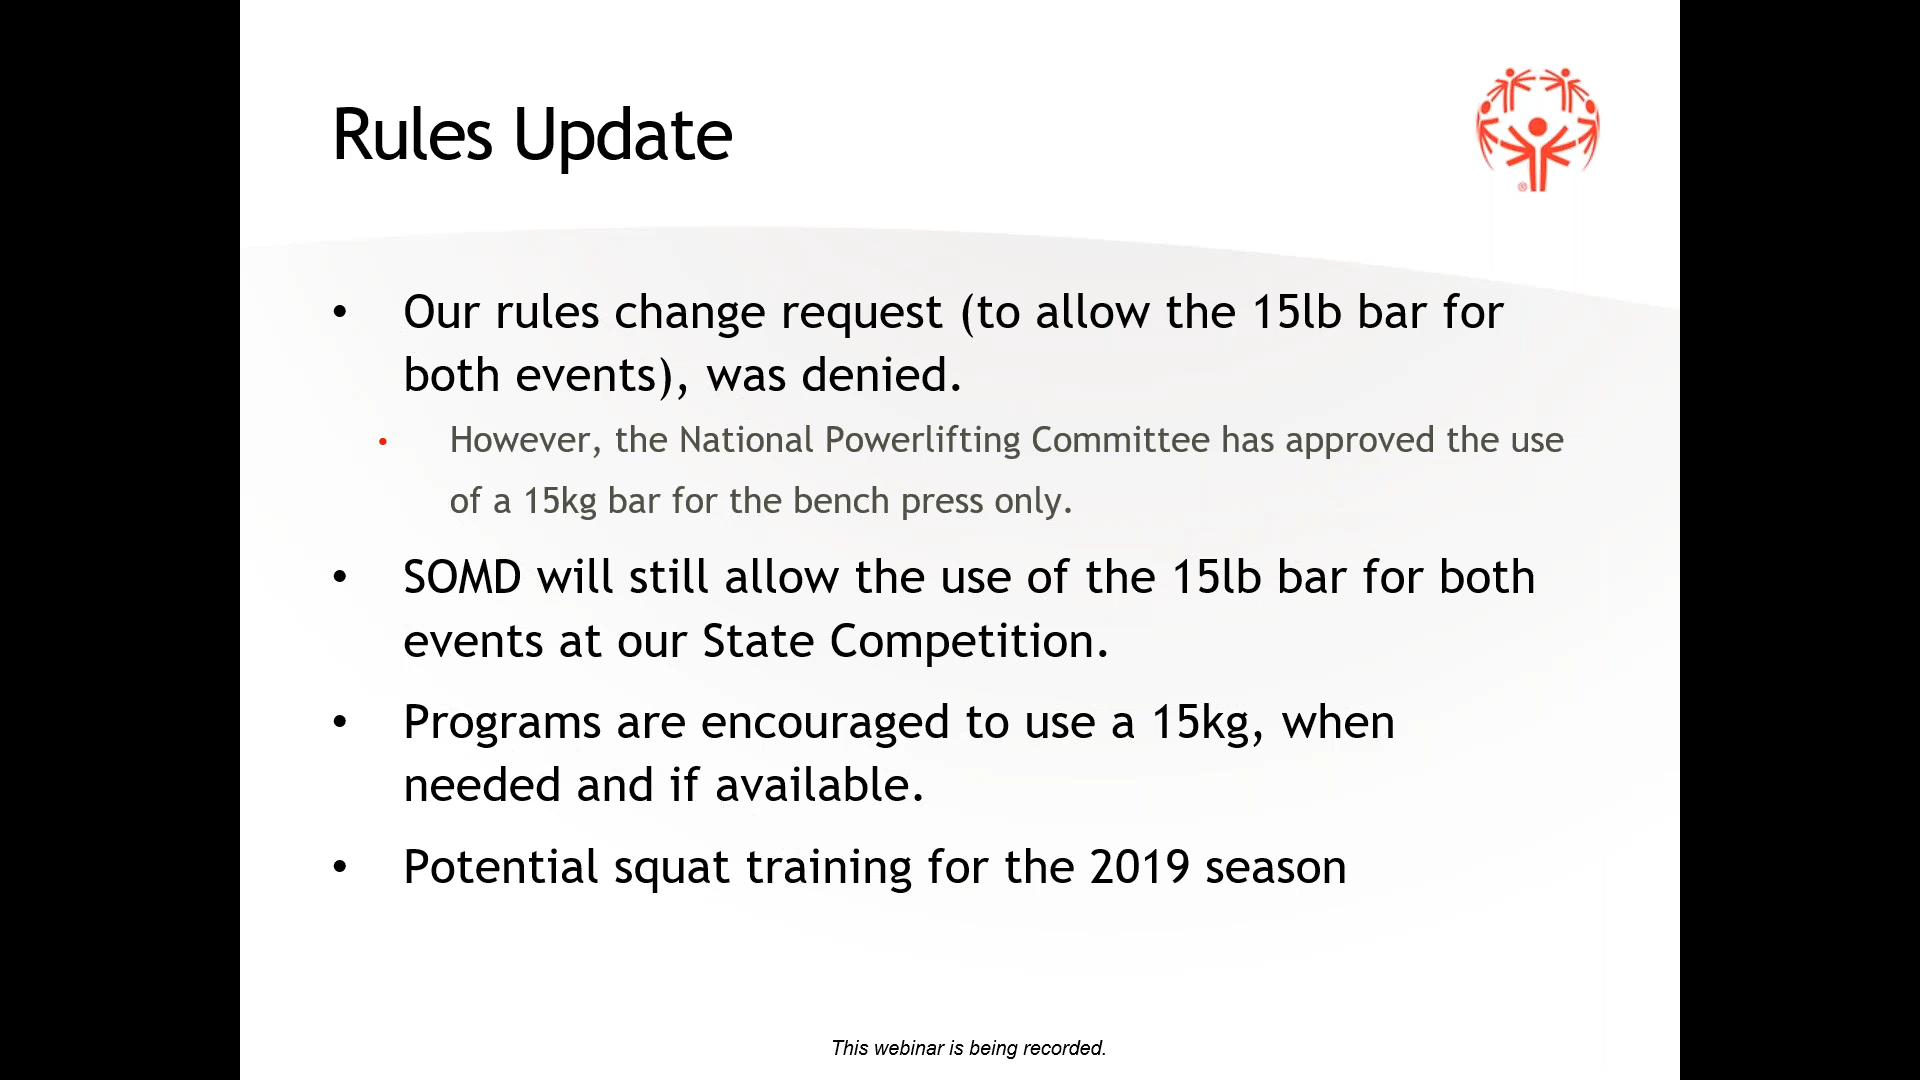 Rules Update
®
• Our rules change request (to allow the 15lb bar for
both events), was denied.
• However, the National Powerlifting Committee has approved the use
of a 15kg bar for the bench press only.
• SOMD will still allow the use of the 15lb bar for both
events at our State Competition.
• Programs are encouraged to use a 15kg, when
needed and if available.
• Potential squat training for the 2019 season
This webinar is being recorded.